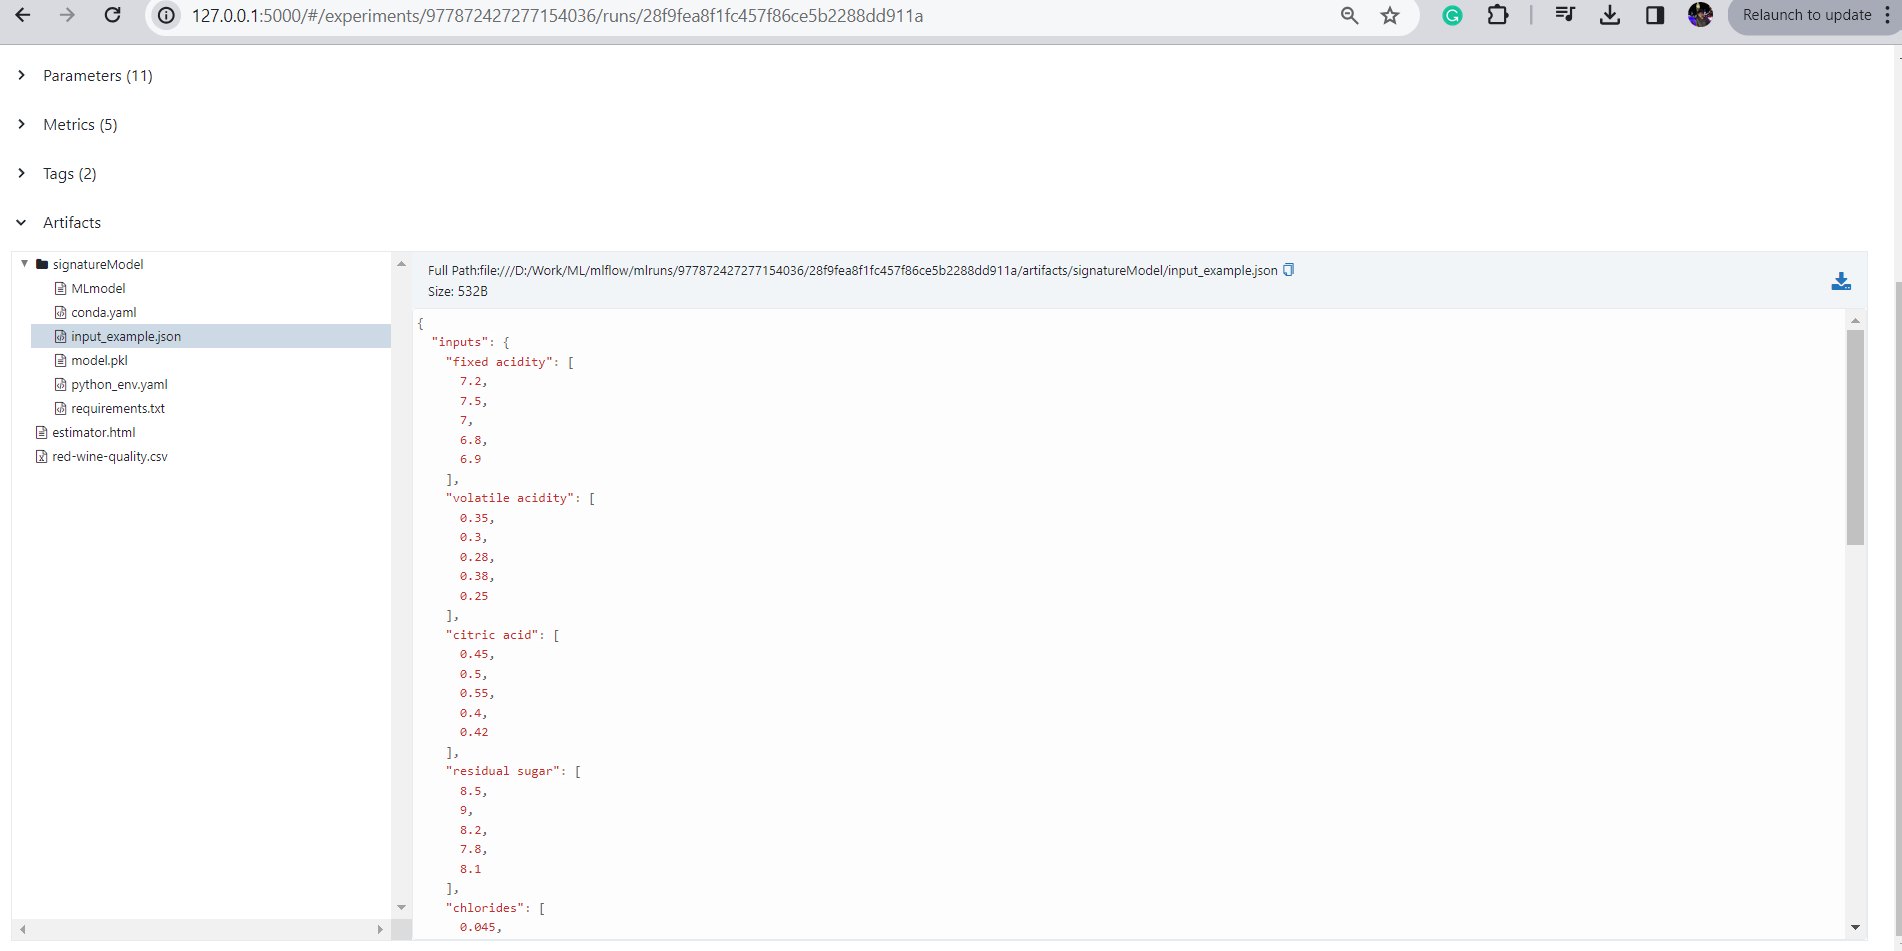 127.0.0.1:5000/#/experiments/977872427277154036/runs/28f9fea8f1fc457f86ce5b2288dd911a
Relaunch to update
Parameters (11)
Metrics (5)
Tags (2)
Artifacts
signatureModel
MLmodel
conda.yaml
input_example.json
model.pkl
python_env.yaml
requirements.txt
estimator.html
red-wine-quality.csv
Full Path:file:///D:/Work/ML/mlflow/mlruns/977872427277154036/28f9fea8f1fc457f86ce5b2288dd911a/artifacts/signatureModel/input_example.json
Size: 532B
{
"inputs": {
"fixed acidity": [
7.2,
7.5,
7,
6.8,
6.9
],
"volatile acidity": [
0.35,
0.3,
0.28,
0.38,
0.25
],
"citric acid": [
0.45,
0.5,
0.55,
0.4,
0.42
],
"residual sugar": [
8.5,
9,
8.2,
7.8,
8.1
],
"chlorides": [
0.045,